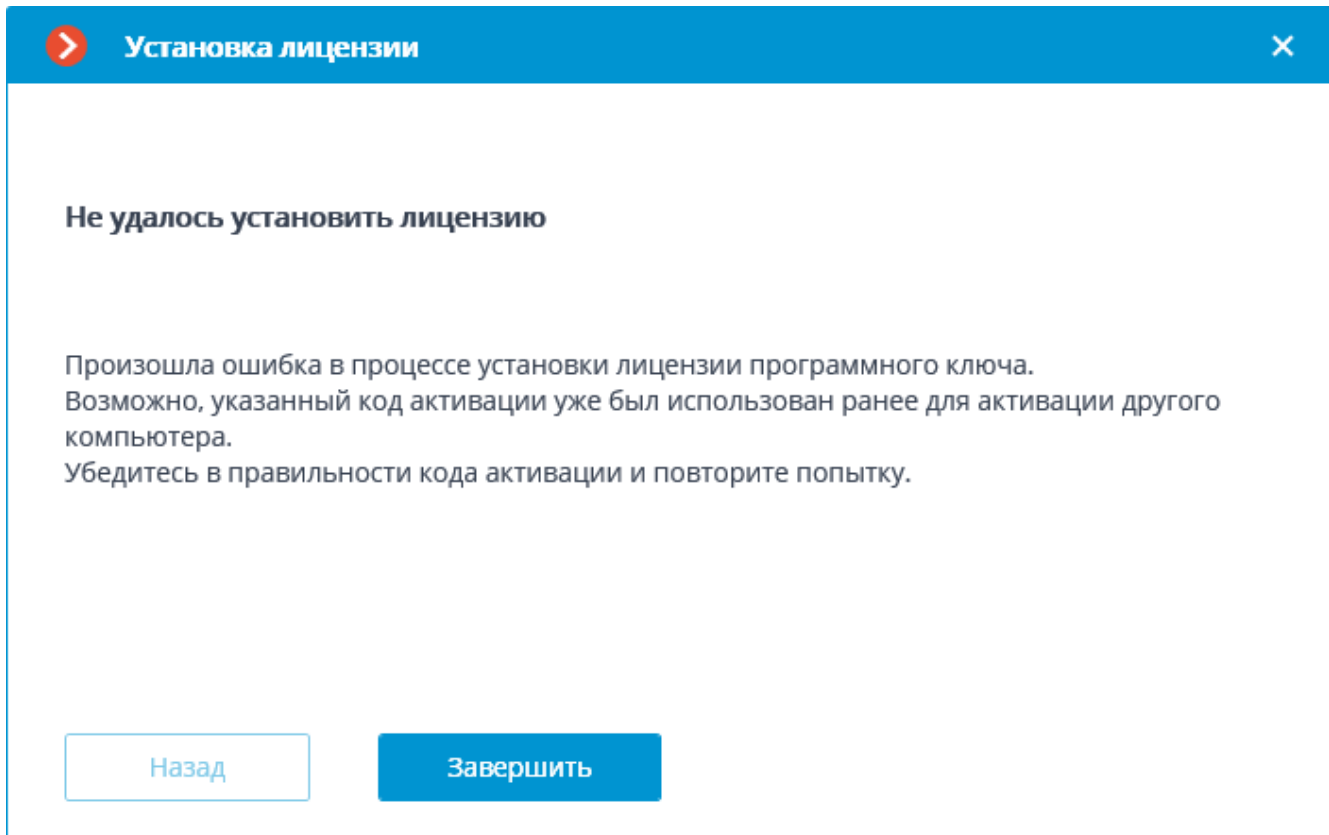 Установка лицензии
Не удалось установить лицензию
Произошла ошибка в процессе установки лицензии программного ключа.
Возможно, указанный код активации уже был использован ранее для активации другого
компьютера.
Убедитесь в правильности кода активации и повторите попытку.
Назад
Завершить